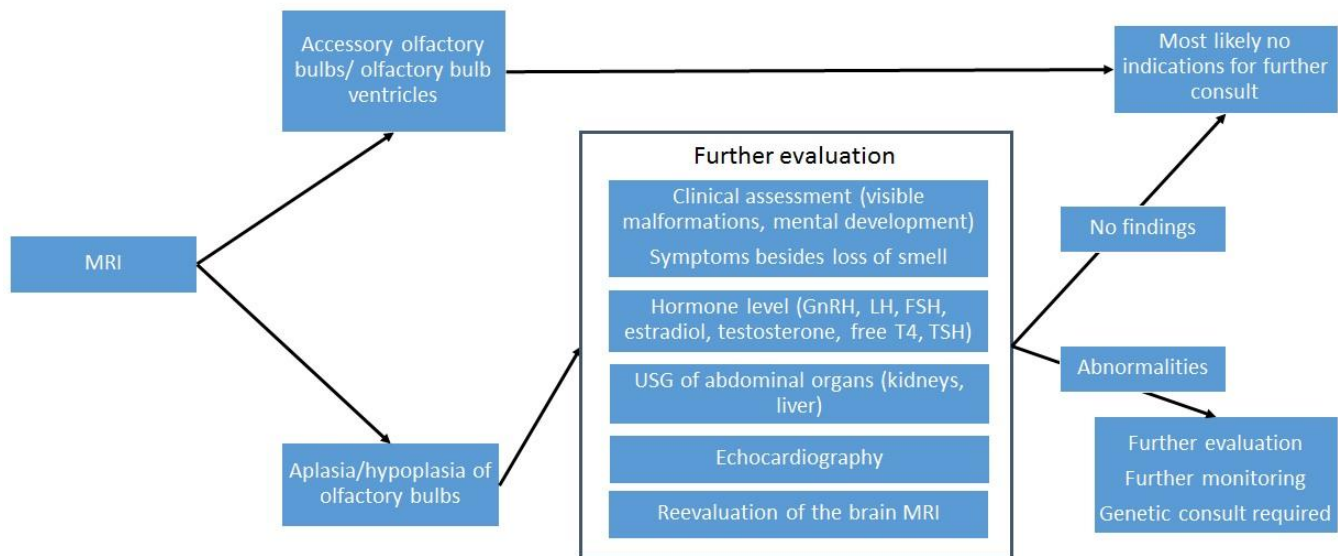 MRI
Accessory olfactory
bulbs/ olfactory bulb
ventricles
Aplasia/hypoplasia of
olfactory bulbs
Further evaluation
Clinical assessment (visible
malformations, mental development)
Symptoms besides loss of smell
Hormone level (GnRH, LH, FSH,
estradiol, testosterone, free T4, TSH)
USG of abdominal organs (kidneys,
liver)
Echocardiography
Reevaluation of the brain MRI
Most likely no
indications for further
consult
No findings
Abnormalities
Further evaluation
Further monitoring
Genetic consult required